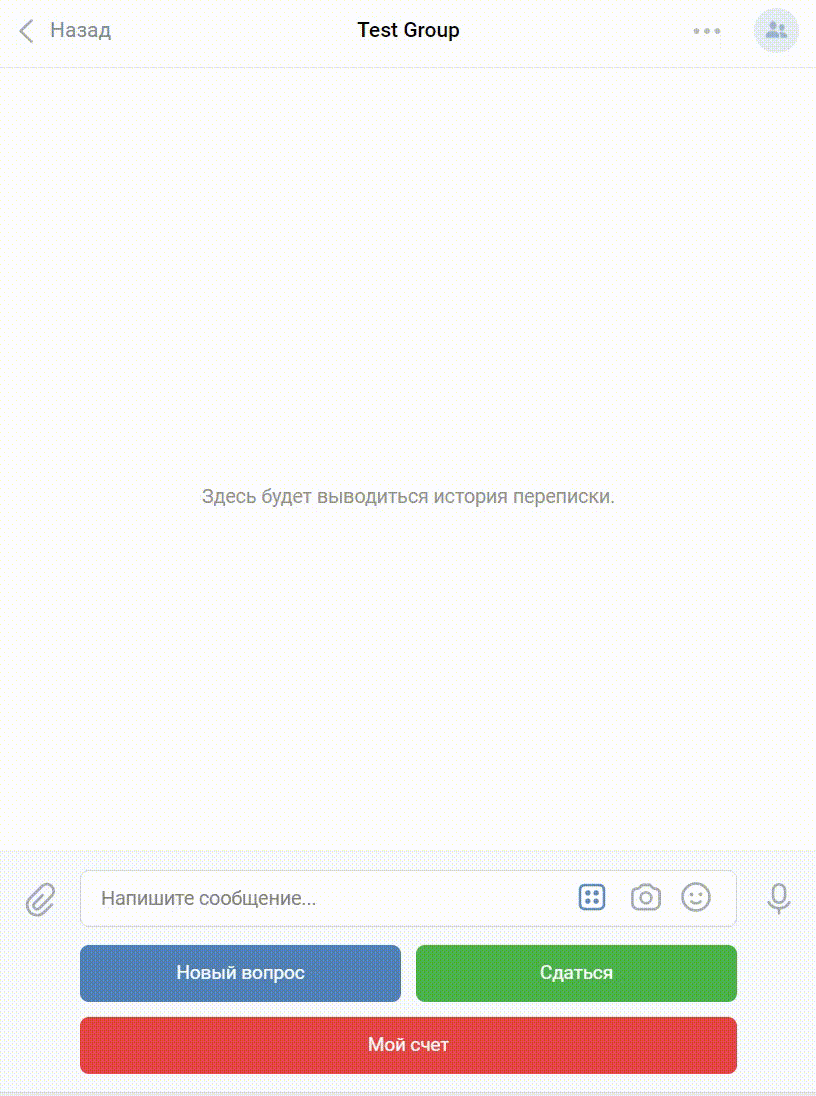 Назад
Test Group
Здесь будет выводиться история переписки.
Напишите сообщение...
Новый вопрос
Сдаться
Мой счет